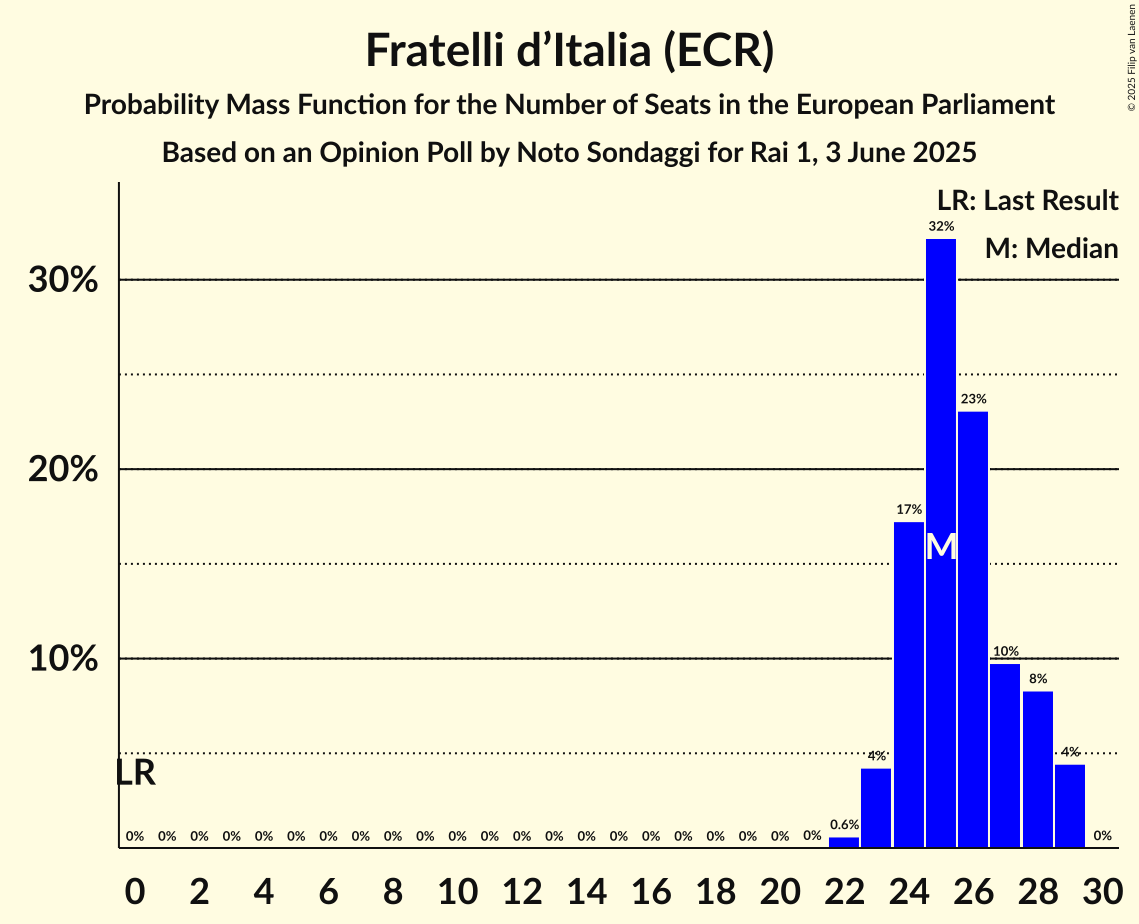 Fratelli d’Italia (ECR)
Probability Mass Function for the Number of Seats in the European Parliament
Based on an Opinion Poll by Noto Sondaggi for Rai 1, 3 June 2025
© 2025 Filip van Laenen
LR: Last Result
M: Median
30%
20%
10%
32%
23%
17%
M
10%
8%
4%
4%
LR
0% 0% 0% 0% 0% 0% 0% 0% 0% 0% 0% 0% 0% 0% 0% 0% 0% 0% 0% 0% 0% 0% 0.6% 0%
0 2 4 6 8 10 12 14 16 18 20 22 24 26 28 30